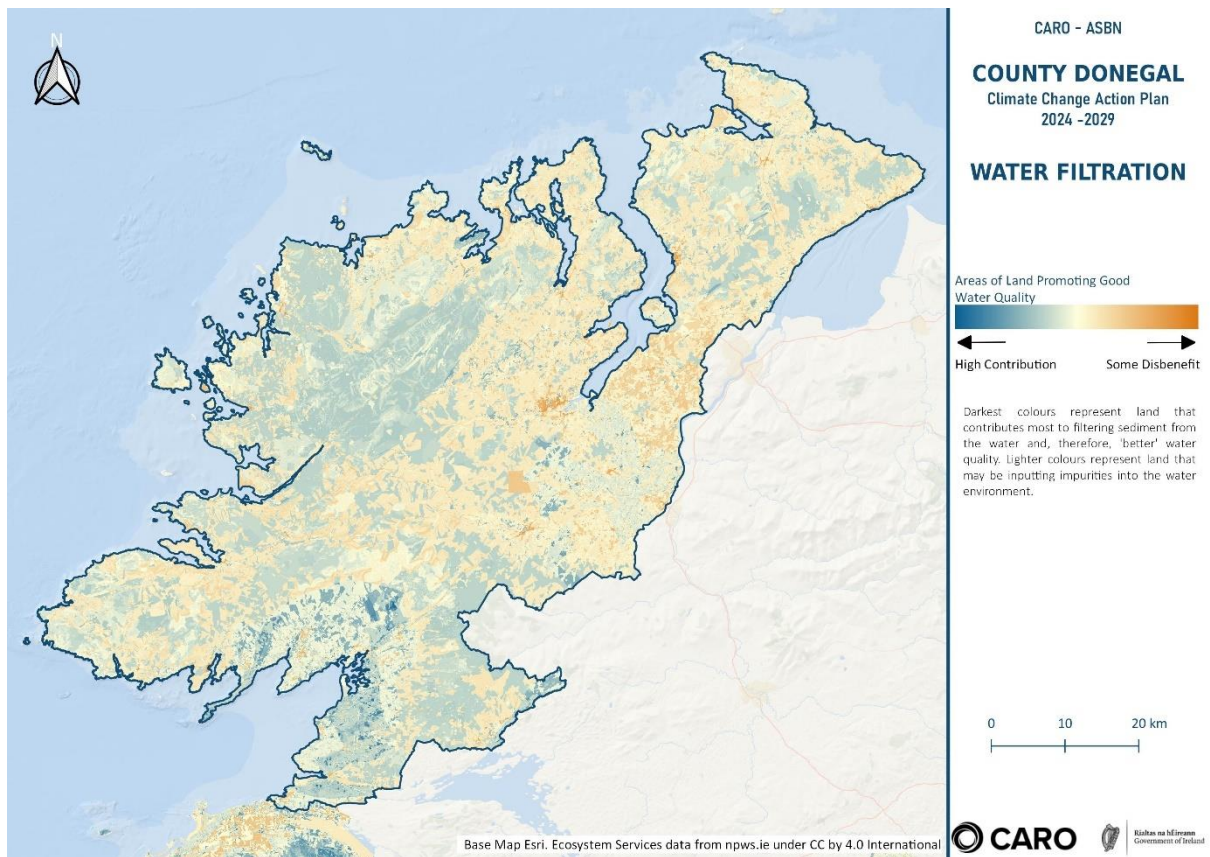 N
CARO - ASBN
COUNTY DONEGAL
Climate Change Action Plan
2024 -2029
WATER FILTRATION
Areas of Land Promoting Good
Water Quality
High Contribution Some Disbenefit
Darkest colours represent land that
contributes most to filtering sediment from
the water and, therefore, 'better' water
quality. Lighter colours represent land that
may be inputting impurities into the water
environment.
0 10 20 km
CARO
Rialtas na hÉireann
Government of Ireland
Base Map Esri. Ecosystem Services data from npws.ie under CC by 4.0 International